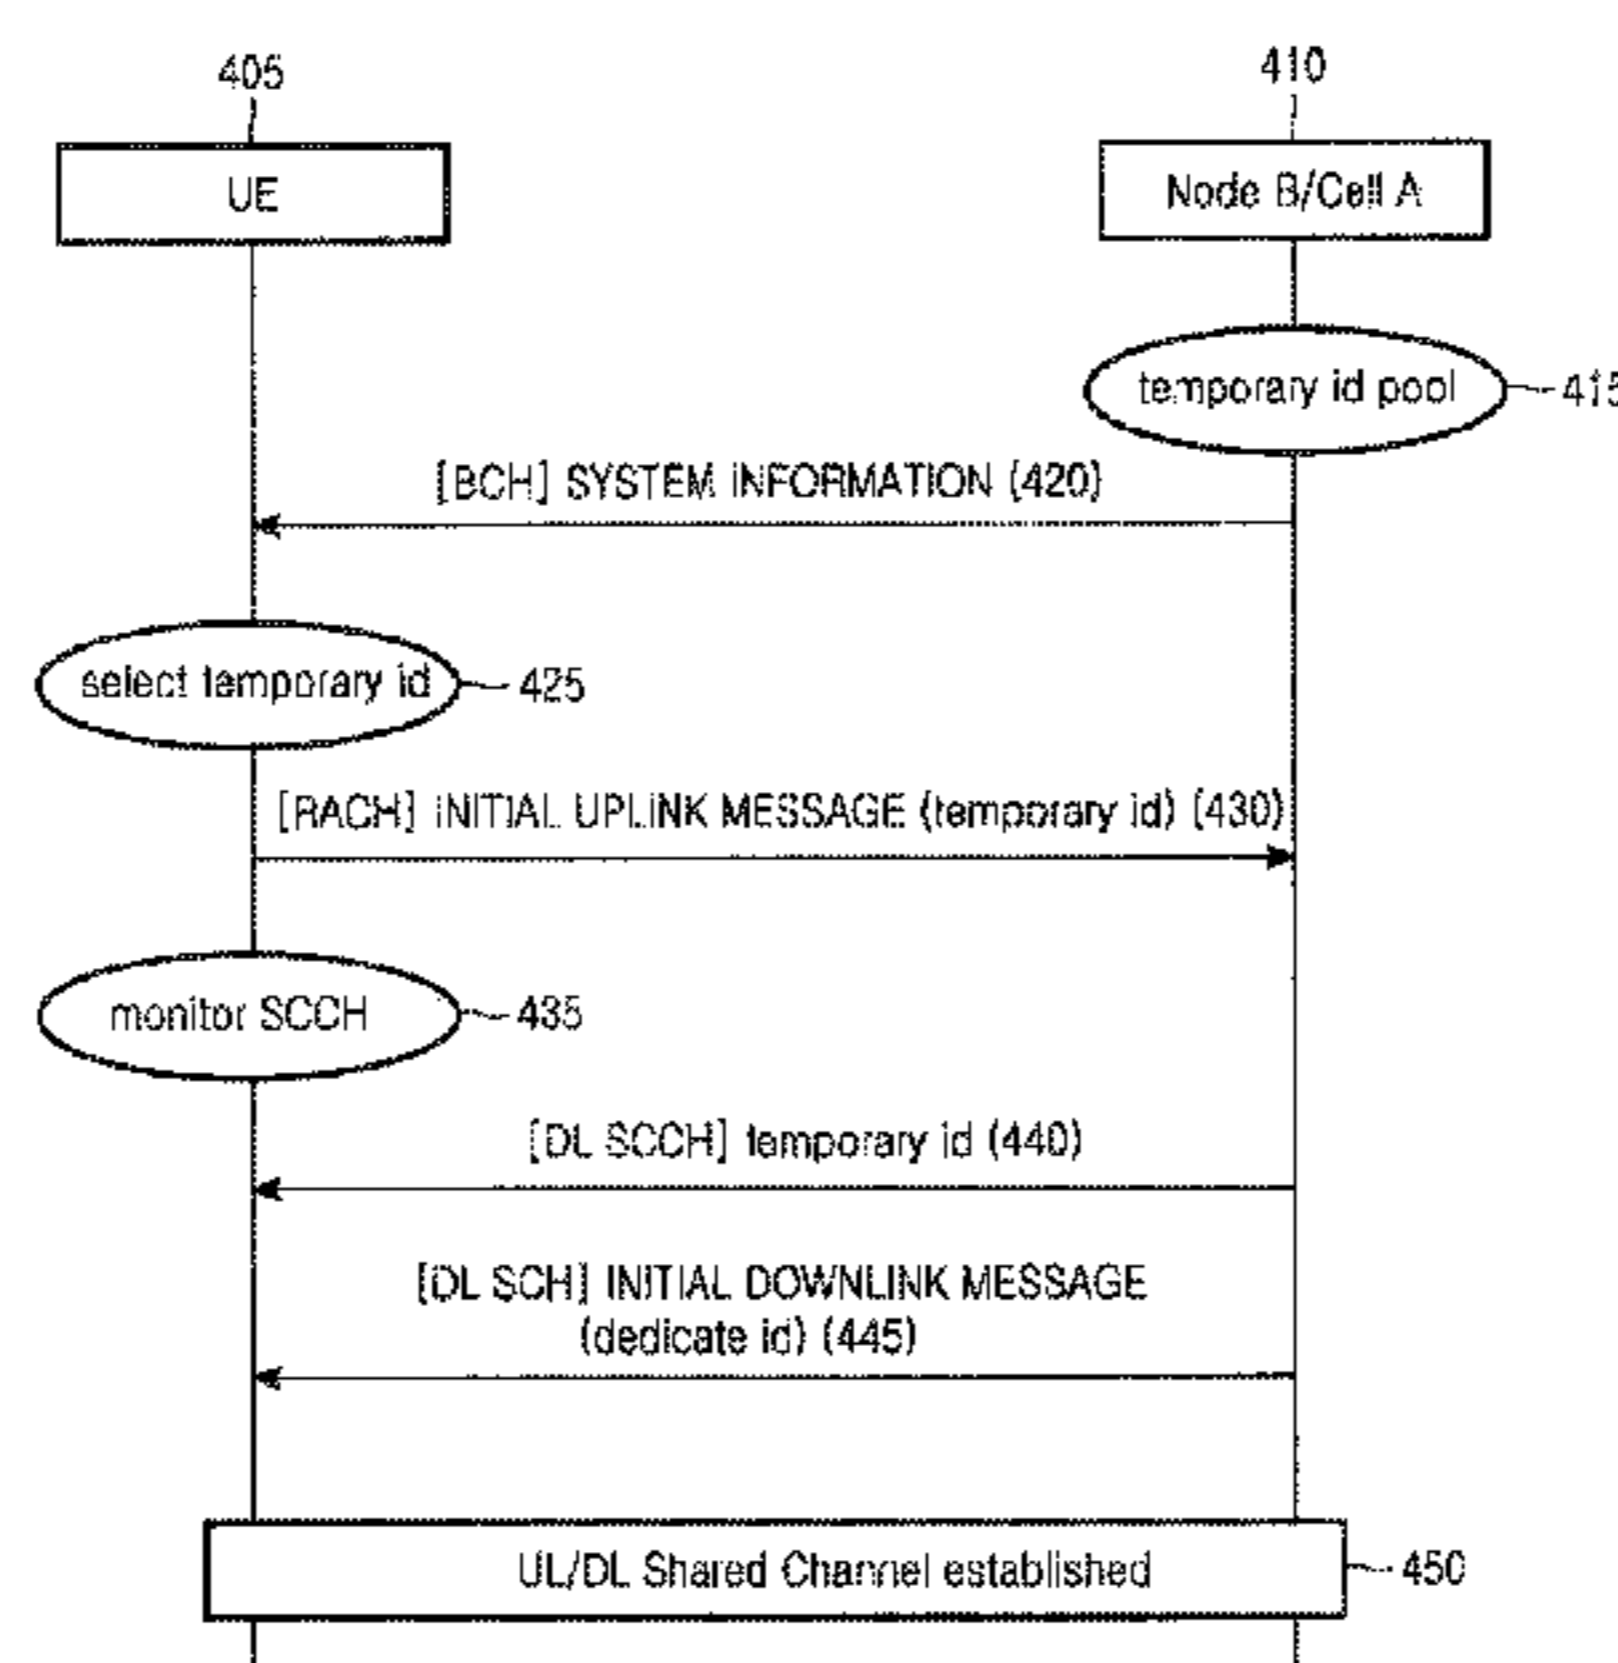 405
410
UE
Node B/Cell A
temporary id pool
415
[BCH] SYSTEM INFORMATION (420)
select temporary id
425
[RACH] INITIAL UPLINK MESSAGE (temporary id) (430)
monitor SCCH
435
[DL SCCH] temporary id (440)
[DL SCH] INITIAL DOWNLINK MESSAGE
(dedicate id) (445)
UL/DL Shared Channel established
450